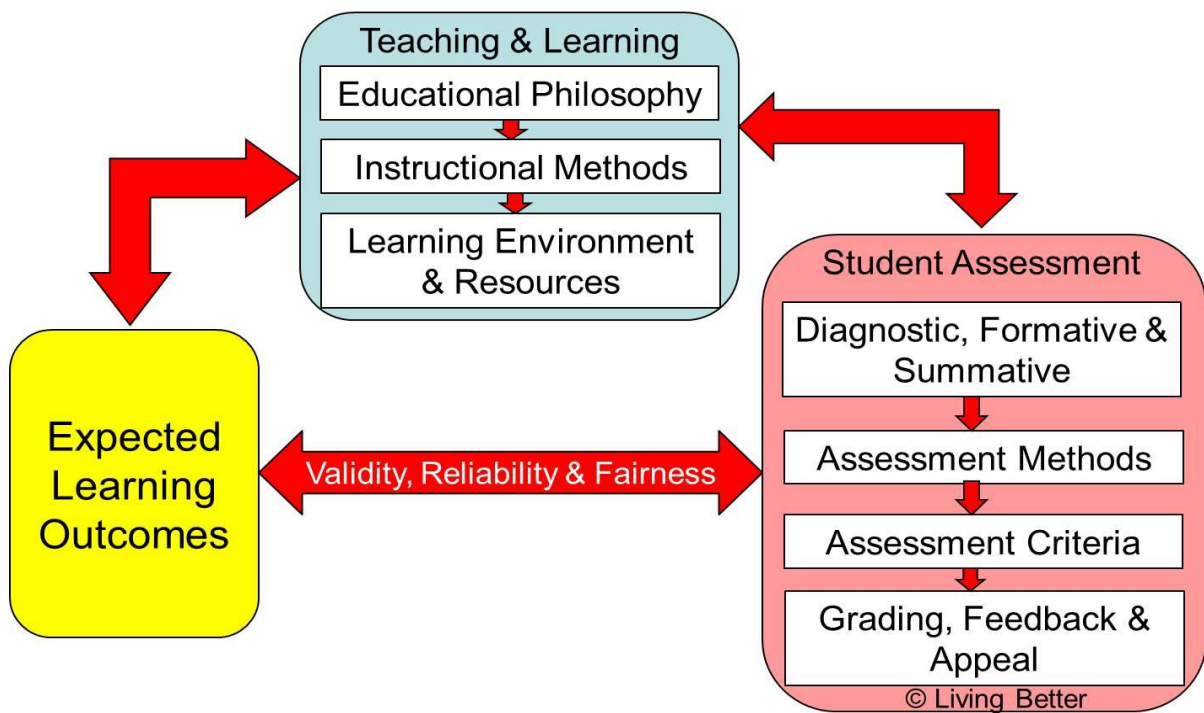 Teaching & Learning
Educational Philosophy
Instructional Methods
Learning Environment
& Resources
Expected
Learning
Outcomes
Validity, Reliability & Fairness
Student Assessment
Diagnostic, Formative &
Summative
Assessment Methods
Assessment Criteria
Grading, Feedback &
Appeal
© Living Better